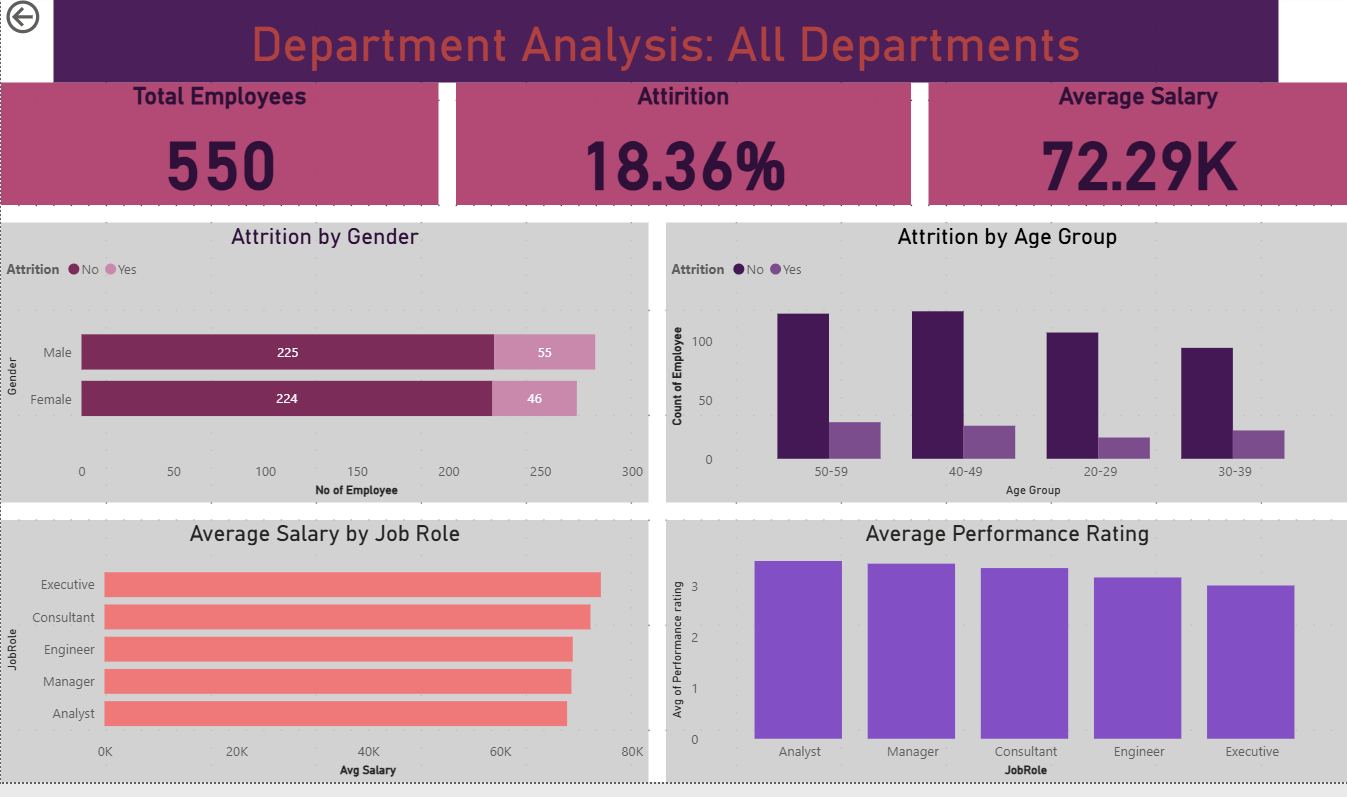 Department Analysis: All Departments
Total Employees
550
Attirition
18.36%
Average Salary
72.29K
Attrition by Gender
Attrition No Yes
Gender
Male 225 55
Female 224 46
0 50 100 150 200 250 300
No of Employee
Attrition by Age Group
Attrition No Yes
Count of Employee
100
50
0
50-59 40-49 20-29 30-39
Age Group
Average Salary by Job Role
JobRole
Executive
Consultant
Engineer
Manager
Analyst
0K 20K 40K 60K 80K
Avg Salary
Average Performance Rating
Avg of Performance rating
3
2
1
0
Analyst Manager Consultant Engineer Executive
JobRole